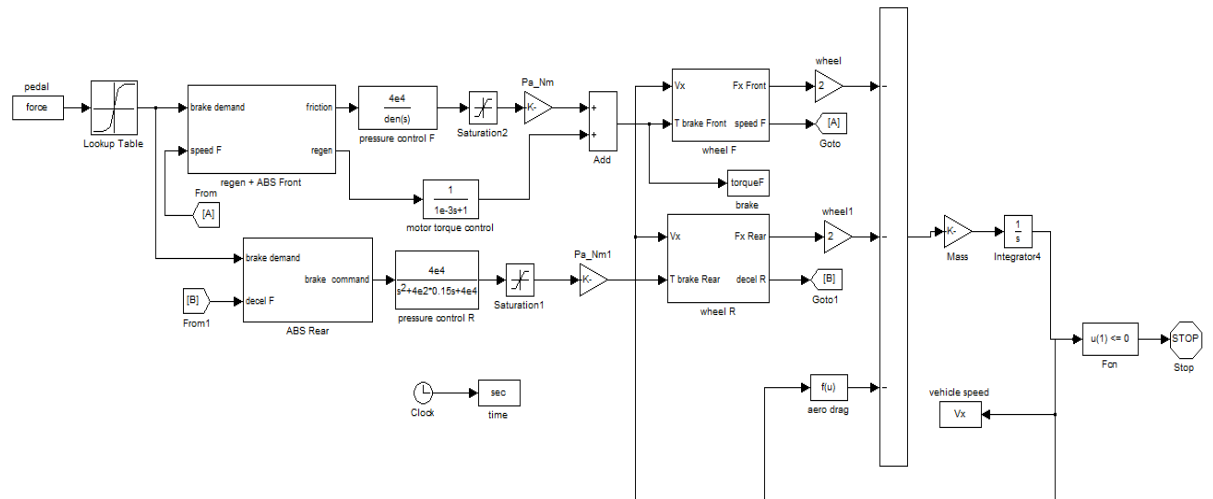 pedal
force
Lookup Table
brake demand
friction
speed F
regen
regen + ABS Front
From
[A]
4e4
den(s)
pressure control F
Saturation2
Pa_Nm
K-
+
+
Add
1
1e-3s+1
motor torque control
Vx
Fx Front
T brake Front
speed F
wheel F
wheel
2
[A]
Goto
torqueF
brake
brake demand
brake command
decel F
ABS Rear
[B]
From1
4e4
s²+4e2*0.15s+4e4
pressure control R
Saturation1
Pa_Nm1
K-
Vx
Fx Rear
T brake Rear
decel R
wheel R
wheel1
2
[B]
Goto1
−
−
−
K-
Mass
1
s
Integrator4
u(1) <= 0
Fcn
STOP
Stop
Clock
sec
time
f(u)
aero drag
vehicle speed
Vx